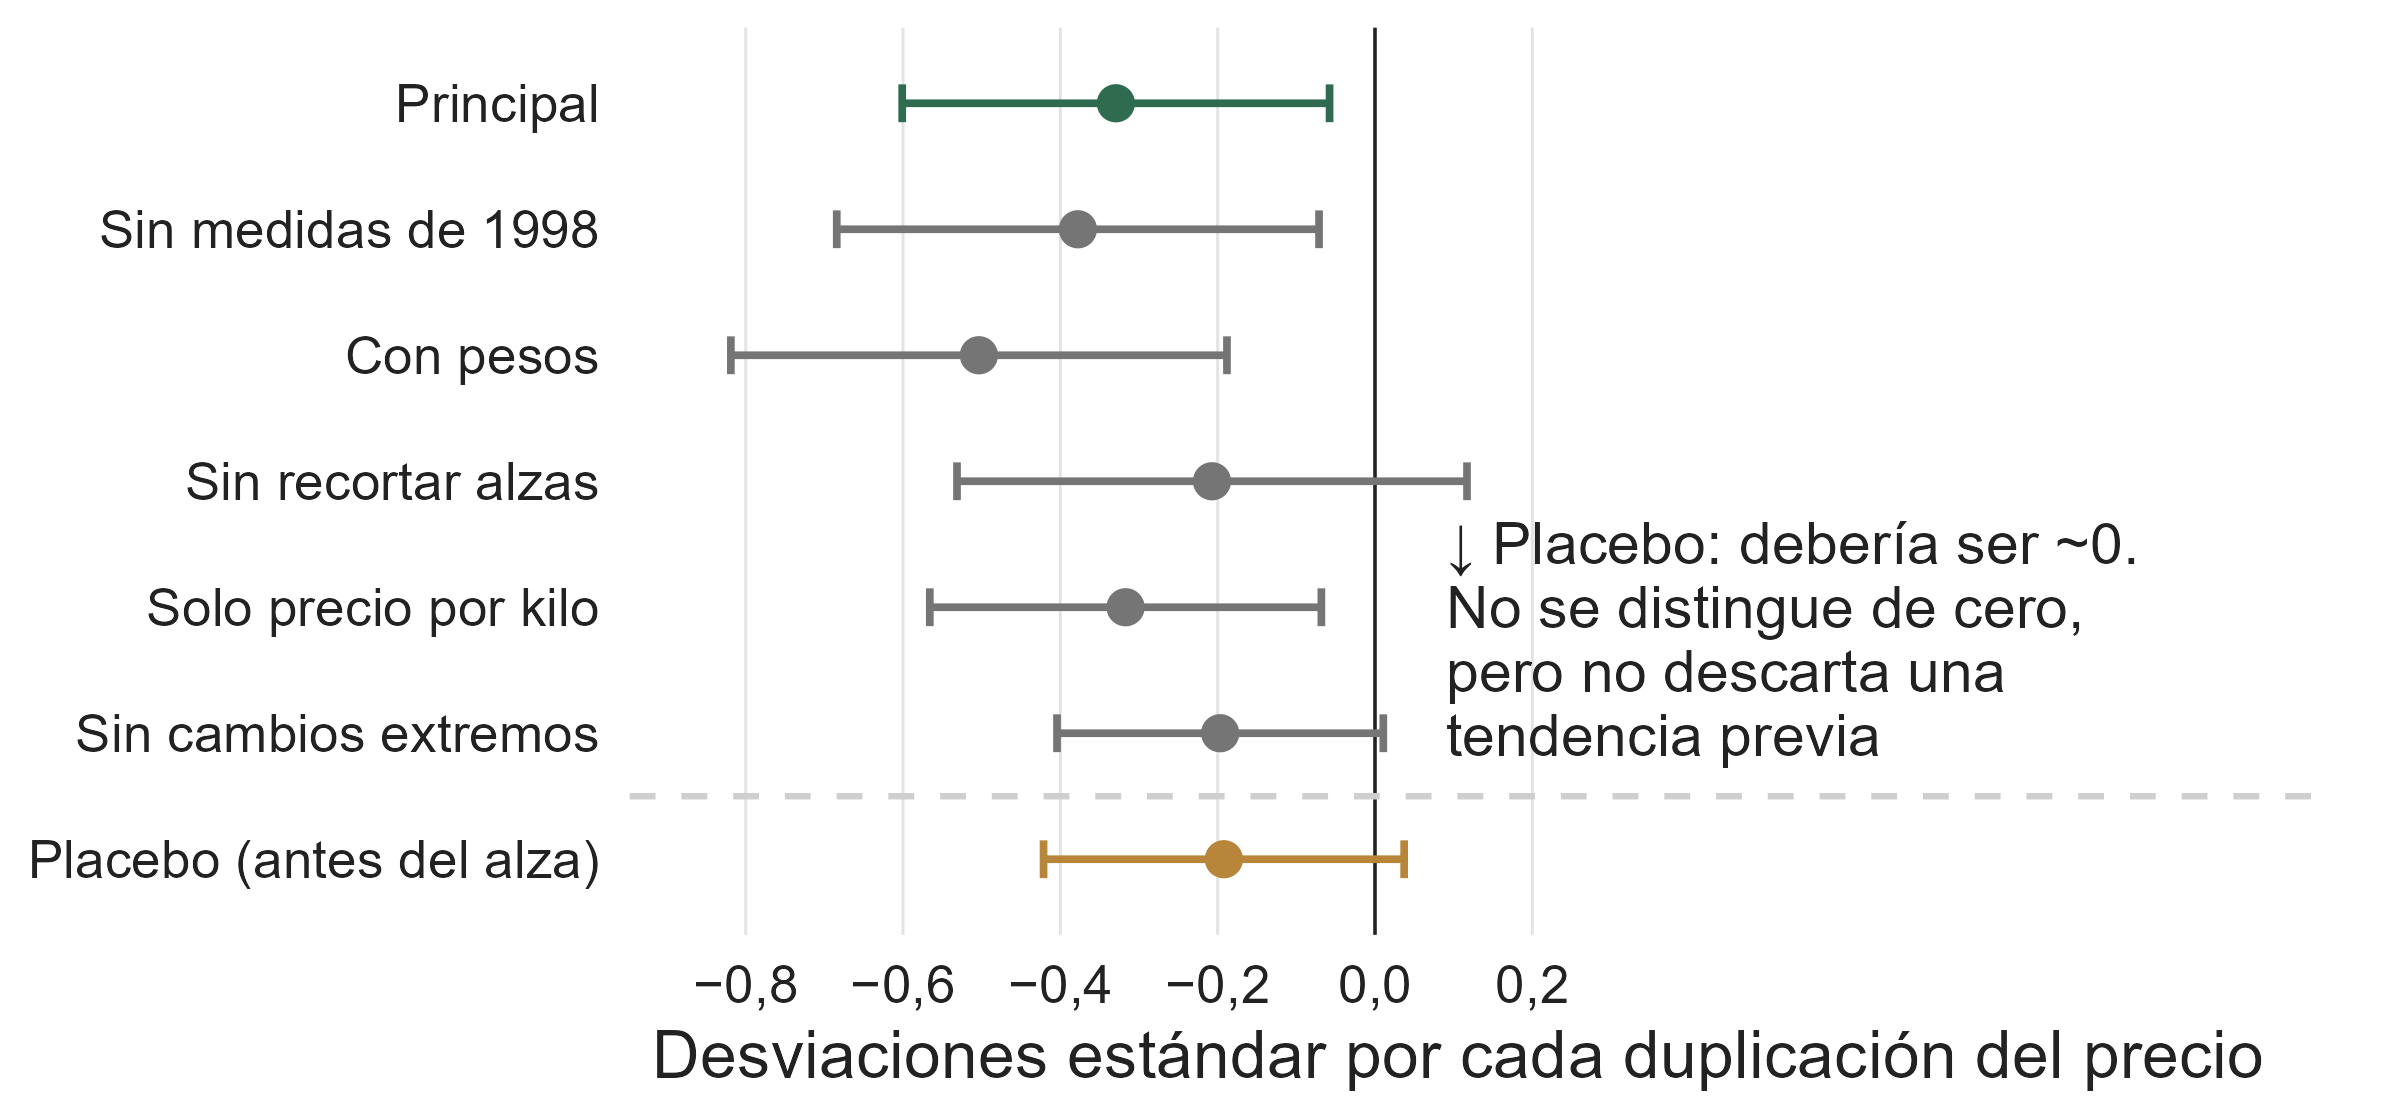 Principal
Sin medidas de 1998
Con pesos
Sin recortar alzas
↓ Placebo: debería ser ~0.
Solo precio por kilo
No se distingue de cero,
pero no descarta una
Sin cambios extremos
tendencia previa
Placebo (antes del alza)
−0,8 −0,6 −0,4 −0,2 0,0 0,2
Desviaciones estándar por cada duplicación del precio